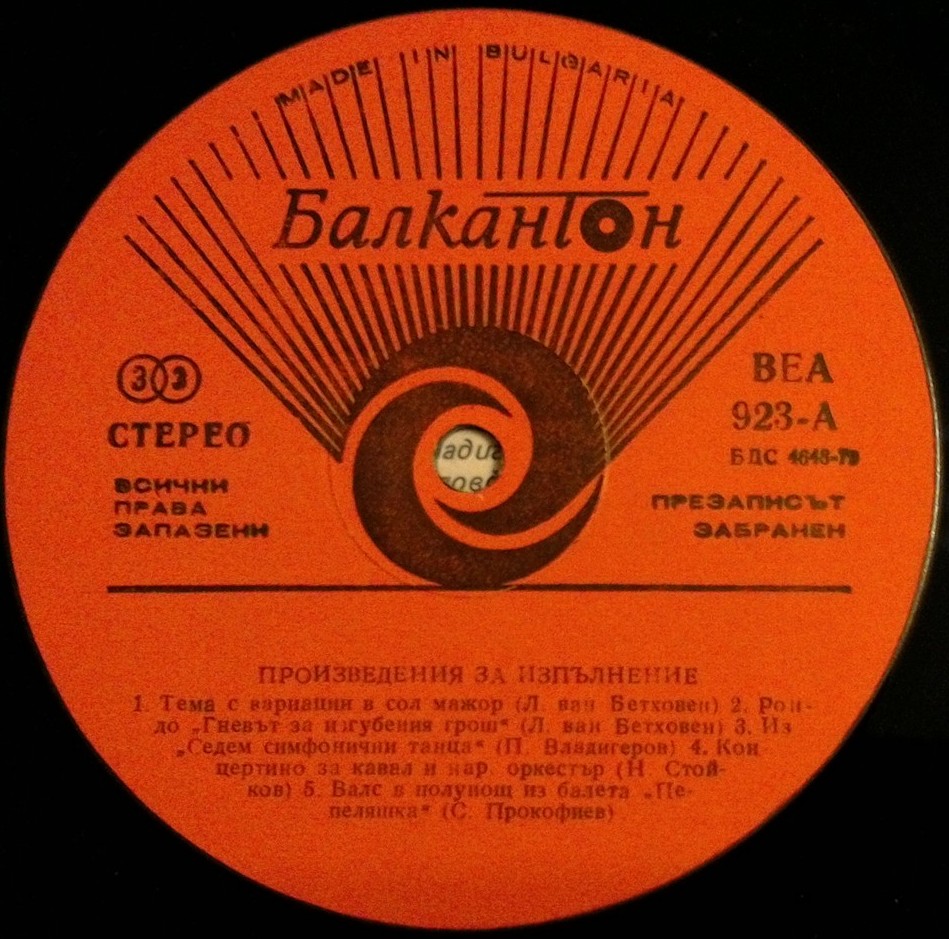 MADE IN BULGARIA
Балкантон
33
СТЕРЕО
ВСИЧНИ
ПРАВА
ЗАПАЗЕНИ
ВЕА
923-А
БДС 4648-79
ПРЕЗАПИСЪТ
ЗАБРАНЕН
ПРОИЗВЕДЕНИЯ ЗА ИЗПЪЛНЕНИЕ
1. Тема с вариации в сол мажор (Л. ван Бетховен) 2. Рон-
до „Гневът за изгубения грош“ (Л. ван Бетховен) 3. Из
„Седем симфонични танца“ (П. Владигеров) 4. Кон
цертино за кавал и нар. оркестър (Н. Стой-
ков) 5. Валс в полунощ из балета „Пе-
пеляшка“ (С. Прокофиев)